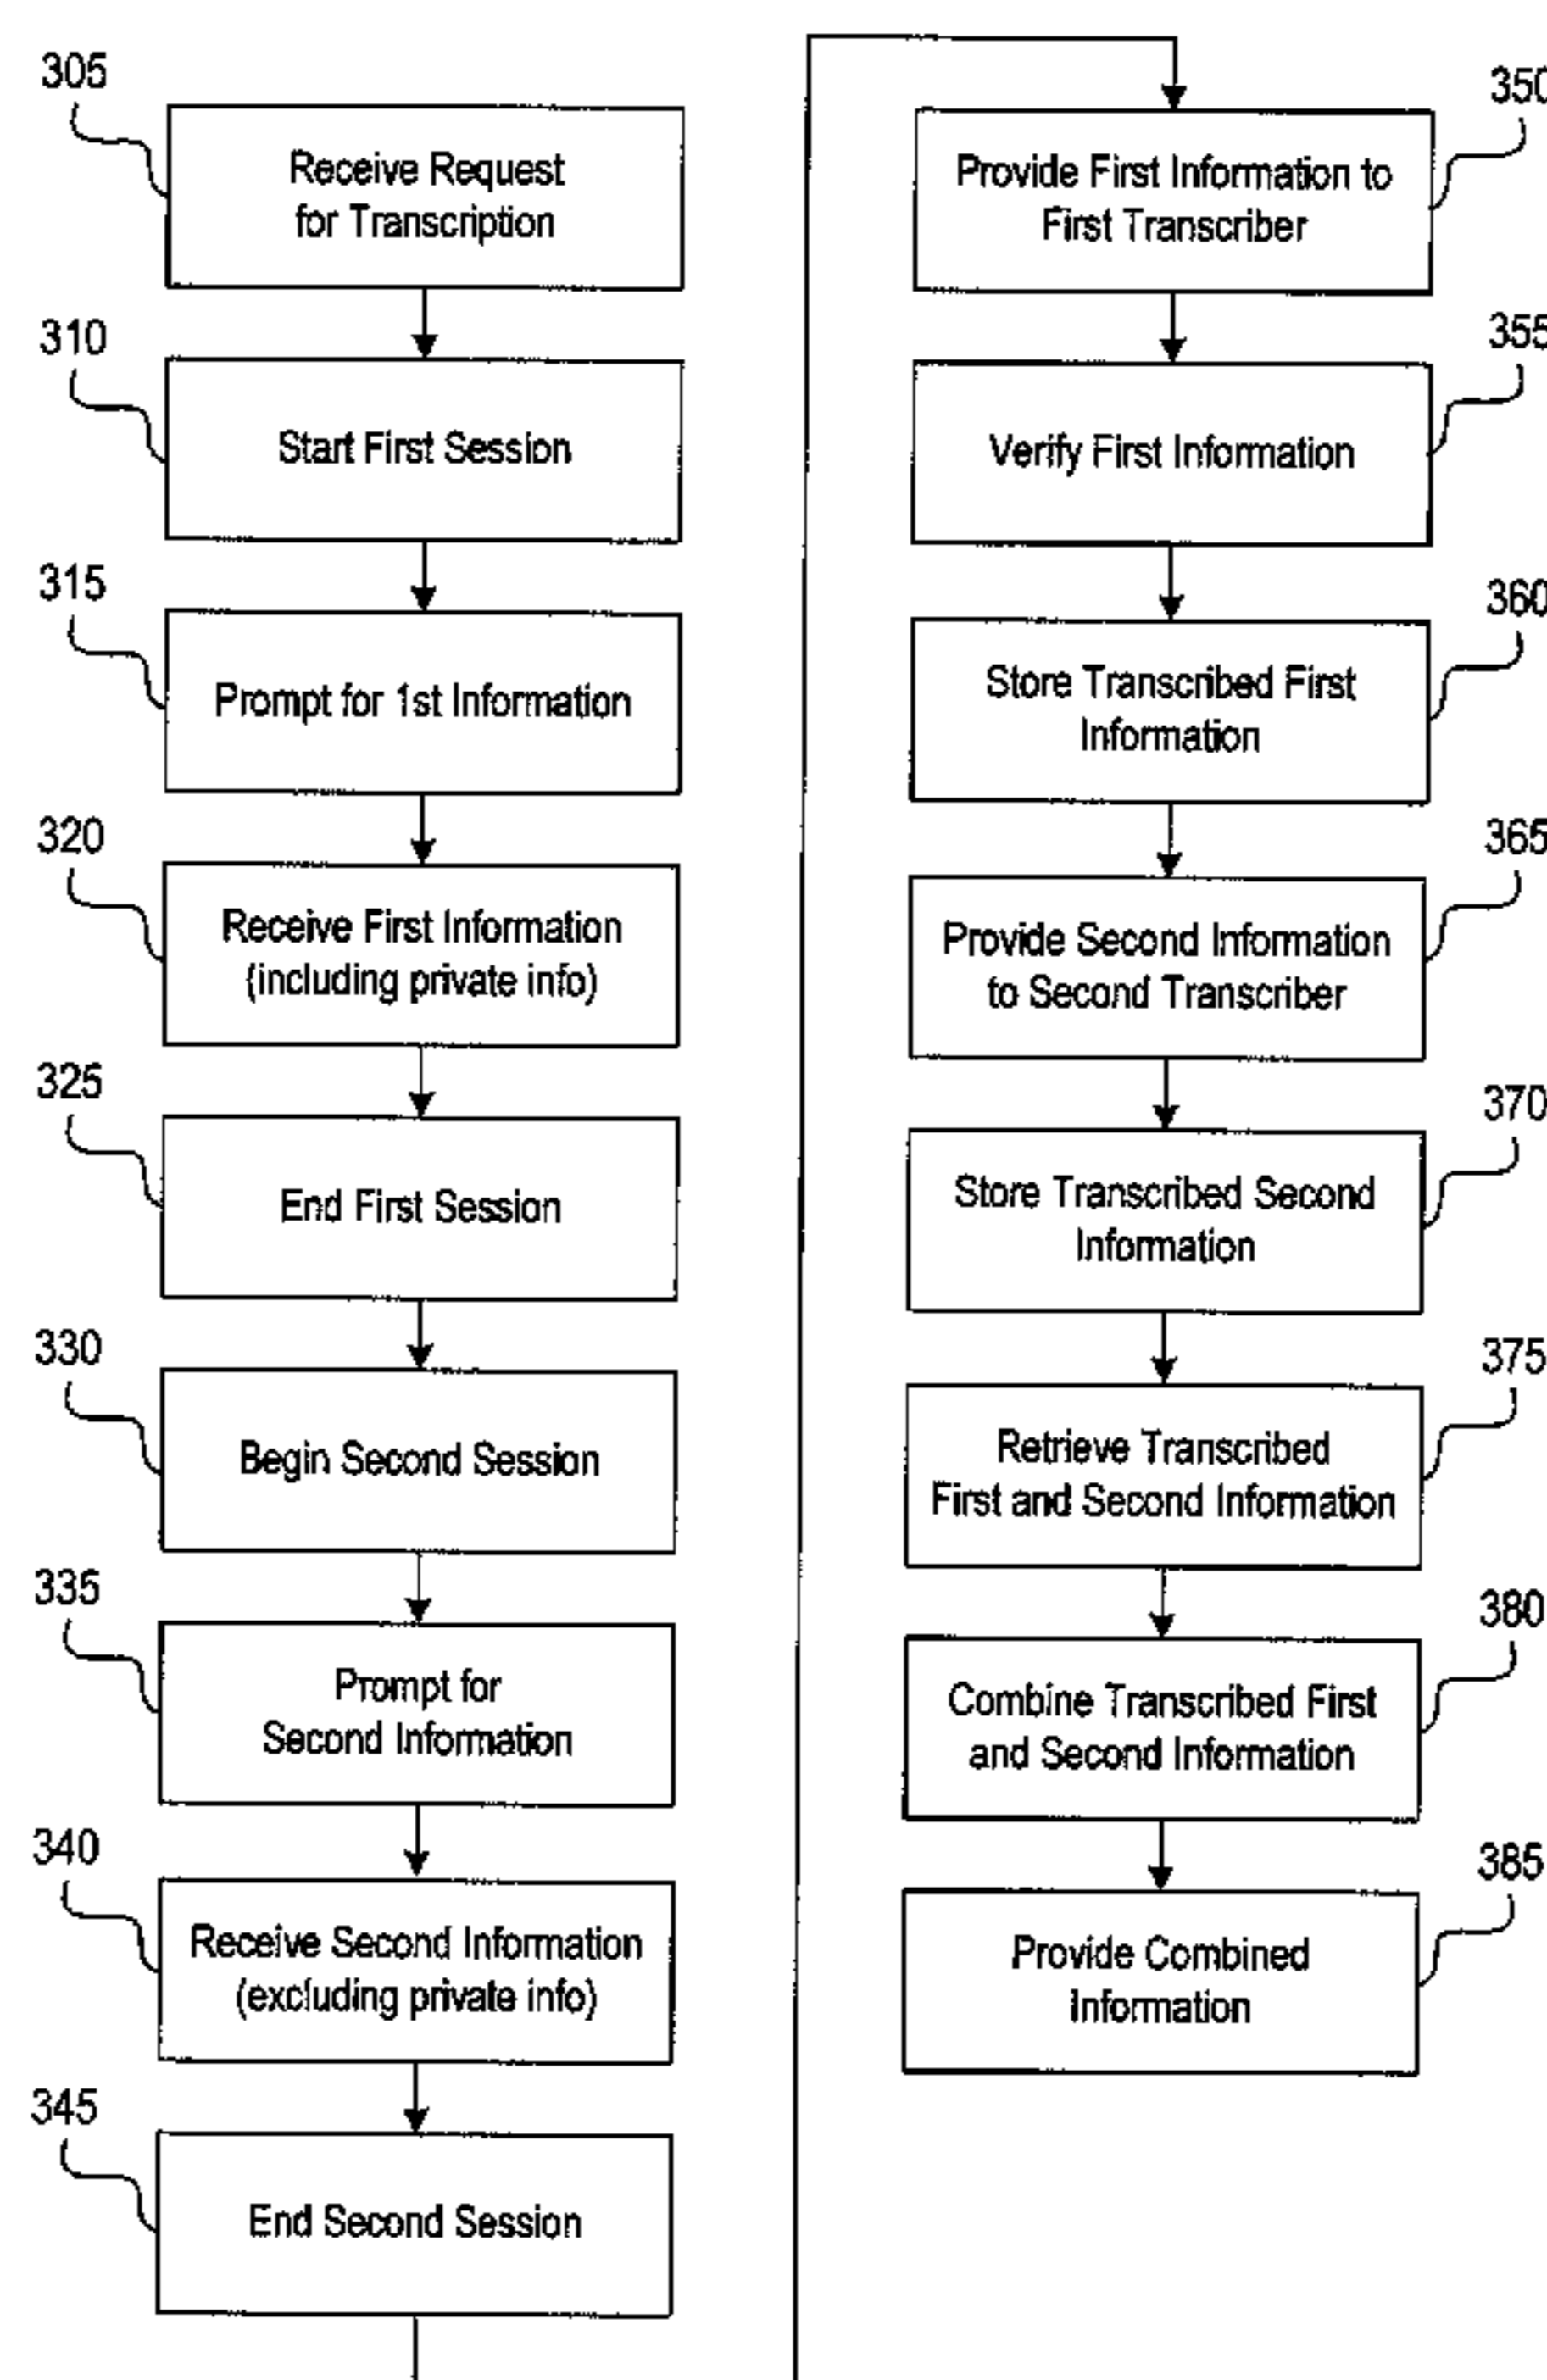 305
Receive Request
for Transcription
310
Start First Session
315
Prompt for 1st Information
320
Receive First Information
(including private info)
325
End First Session
330
Begin Second Session
335
Prompt for
Second Information
340
Receive Second Information
(excluding private info)
345
End Second Session
350
Provide First Information to
First Transcriber
355
Verify First Information
360
Store Transcribed First
Information
365
Provide Second Information
to Second Transcriber
370
Store Transcribed Second
Information
375
Retrieve Transcribed
First and Second Information
380
Combine Transcribed First
and Second Information
385
Provide Combined
Information